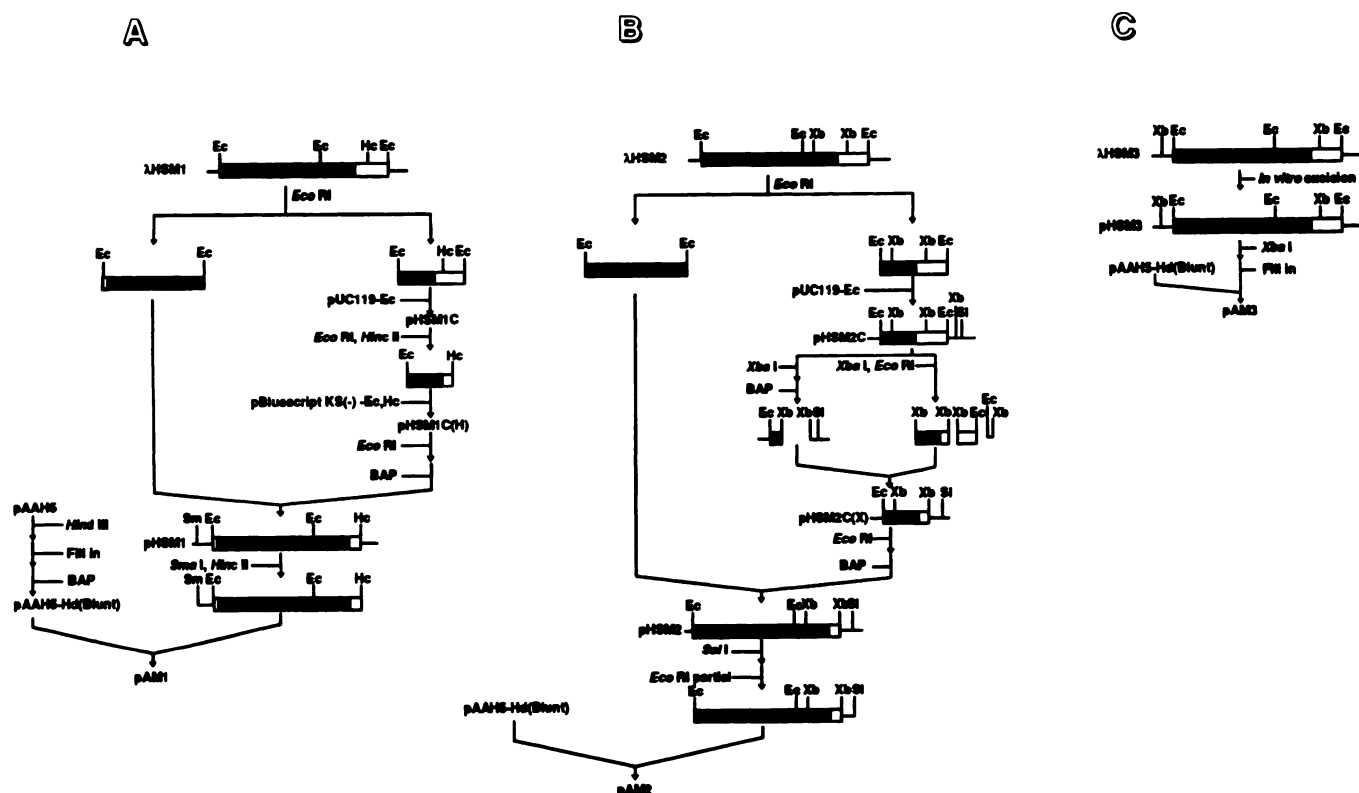 A
Ec Ec Hc Ec
λHSM1
Eco RI
Ec Ec
Ec Hc Ec
pUC119-Ec
pHSM1C
Eco RI, Hinc II
Ec Hc
pBluescript KS(-) -Ec,Hc
pHSM1C(H)
Eco RI
BAP
pAAH5
Hind III
Fill in
BAP
pAAH5-Hd(Blunt)
Sm Ec Ec Hc
pHSM1
Sma I, Hinc II
Sm Ec Ec Hc
pAM1
B
Ec Ec Xb Xb Ec
λHSM2
Eco RI
Ec Ec
Ec Xb Xb Ec
pUC119-Ec
Xb
Ec Xb Xb Ec Sl
pHSM2C
Xba I
BAP
Xba I, Eco RI
Ec Xb Xb Sl
Ec
Xb Xb Xb Ec Xb
Ec Xb Xb Sl
pHSM2C(X)
Eco RI
BAP
Ec Ec Xb Xb Sl
pHSM2
Sal I
Eco RI partial
Ec Ec Xb Xb Sl
pAAH5-Hd(Blunt)
pAM2
C
Xb Ec Ec Xb Ec
λHSM3
In vitro excision
Xb Ec Ec Xb Ec
pHSM3
Xba I
pAAH5-Hd(Blunt)
Fill in
pAM3